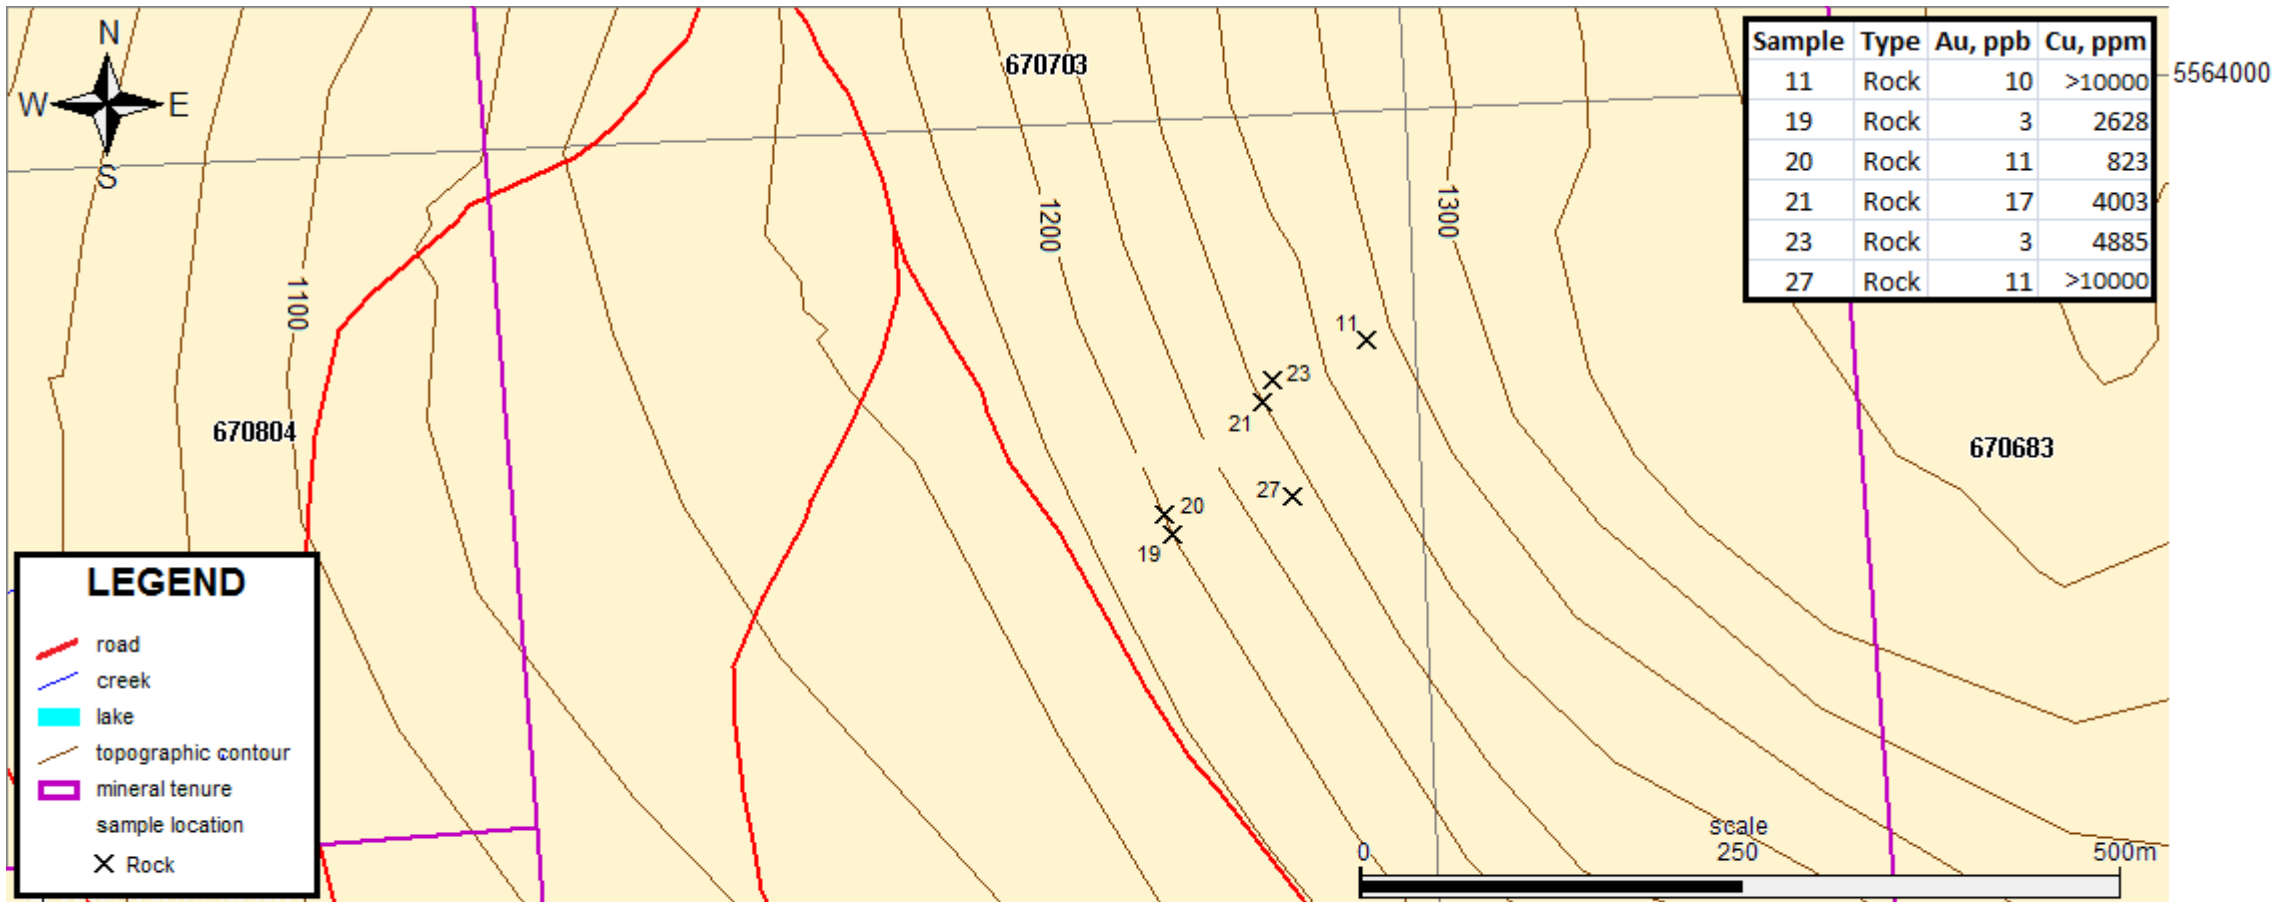 N
W E
S
670703
Sample Type Au, ppb Cu, ppm
11 Rock 10 >10000
19 Rock 3 2628
20 Rock 11 823
21 Rock 17 4003
23 Rock 3 4885
27 Rock 11 >10000
5564000
1200
1300
1100
11
23
21
670804
670683
27
20
19
LEGEND
road
creek
lake
topographic contour
mineral tenure
sample location
Rock
scale
0 250 500m